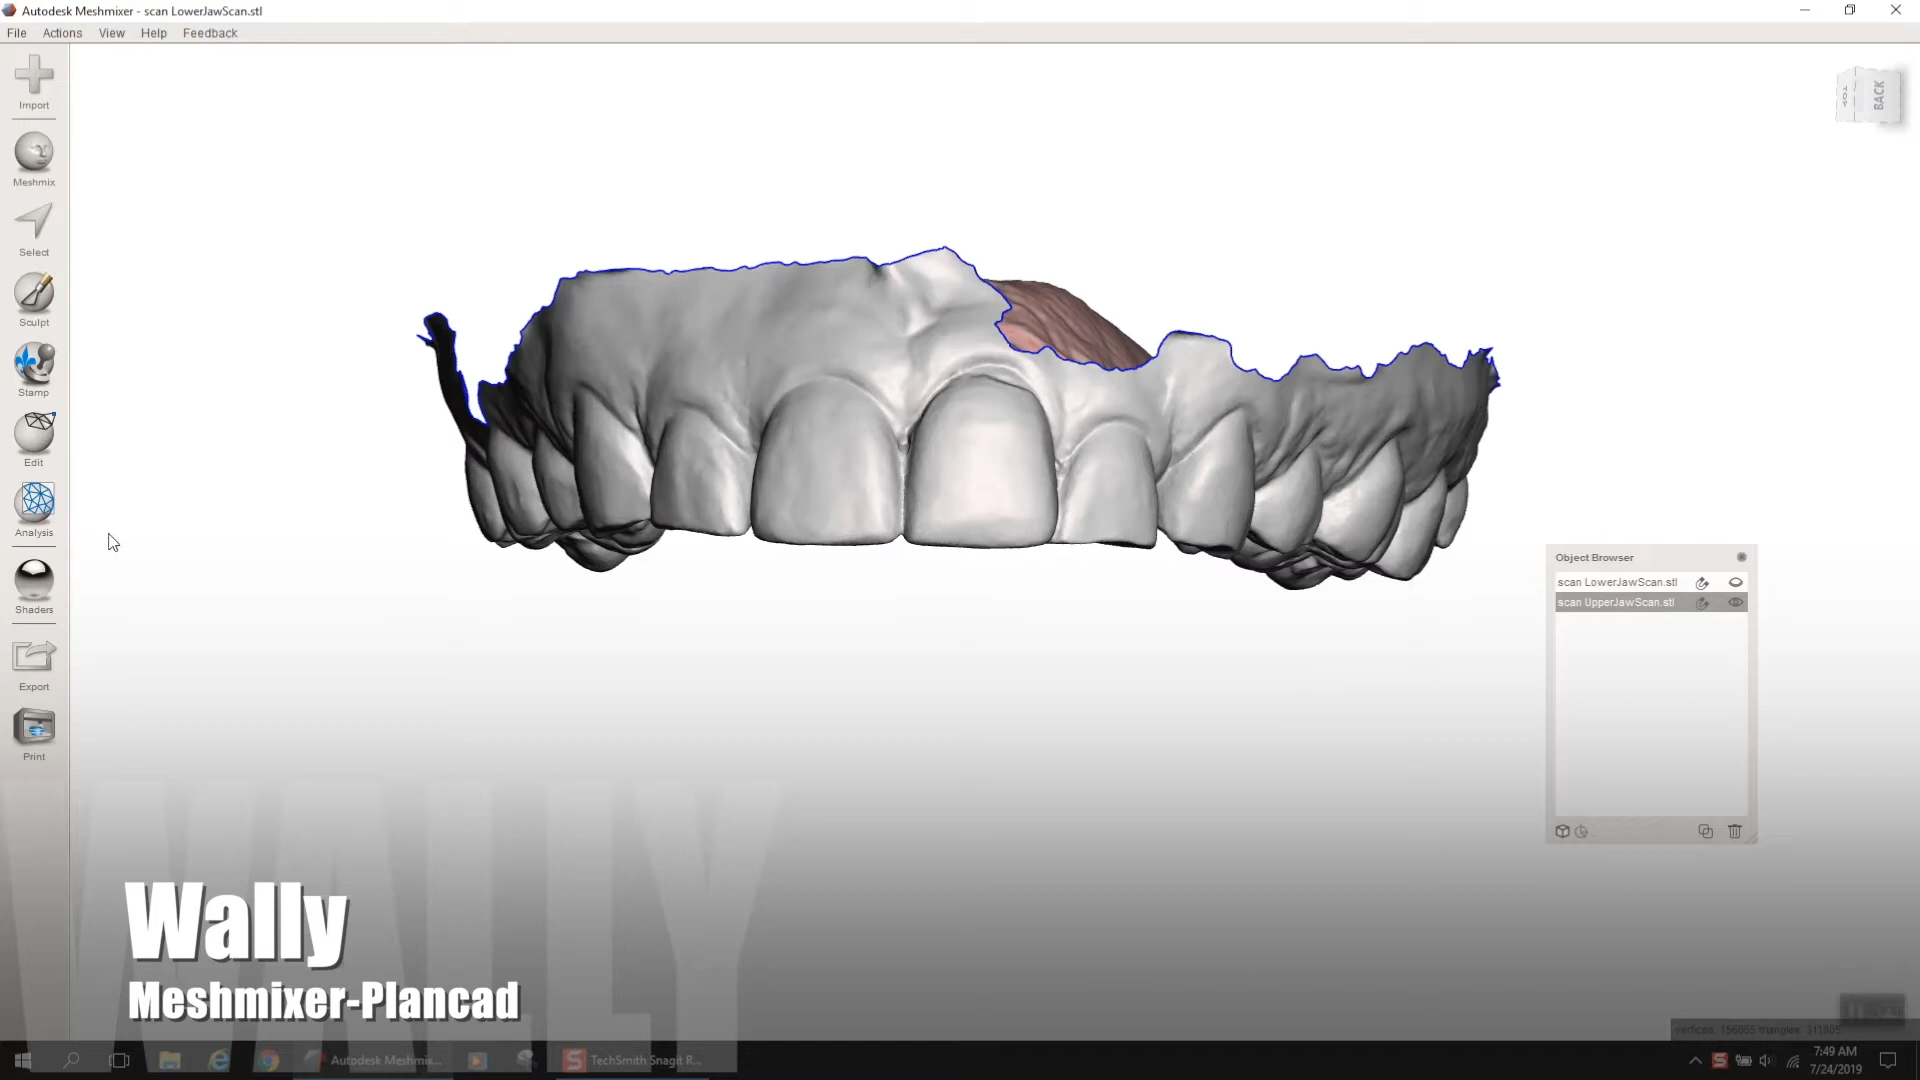 Autodesk Meshmixer - scan LowerJawScan.stl
File Actions View Help Feedback
Import
Meshmix
Select
Sculpt
Stamp
Edit
Analysis
Shaders
Export
Print
TOP
BACK
Object Browser
scan LowerJawScan.stl
scan UpperJawScan.stl
WALLY
Wally
Meshmixer-Plancad
Autodesk Meshmix...
TechSmith Snagit R...
7:49 AM
7/24/2019